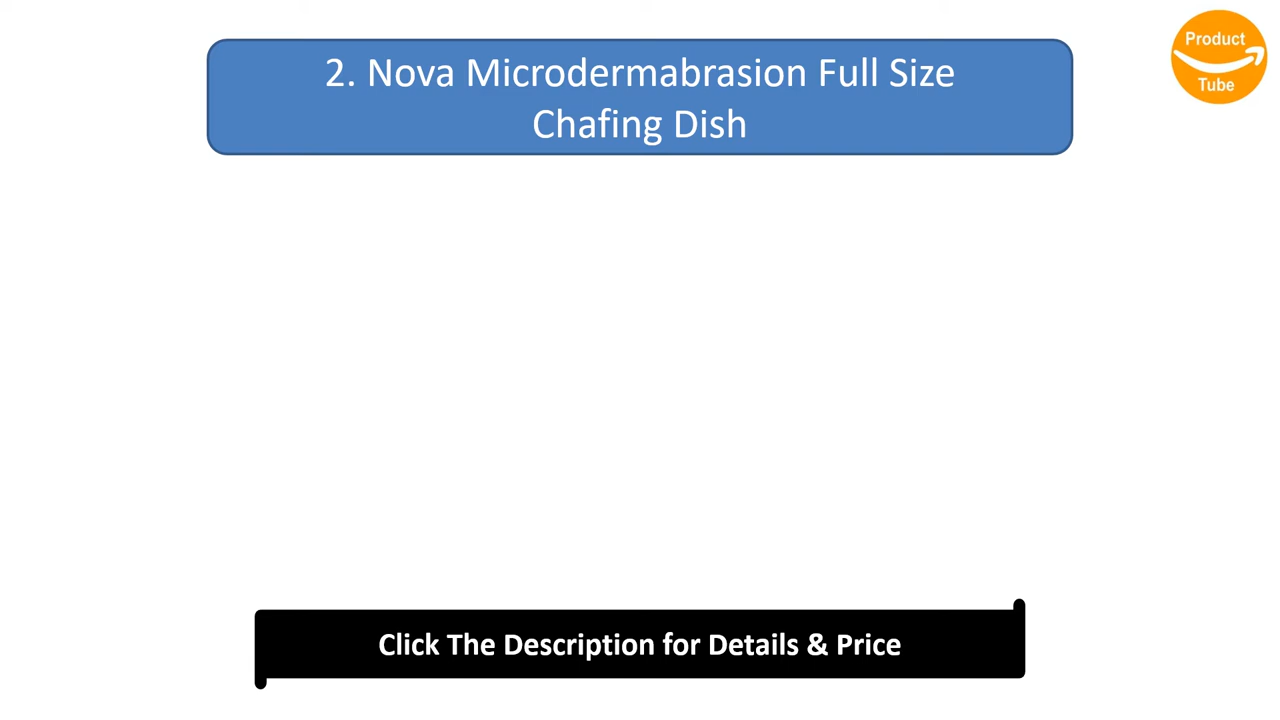 2. Nova Microdermabrasion Full Size
Chafing Dish
Product
Tube
Click The Description for Details & Price